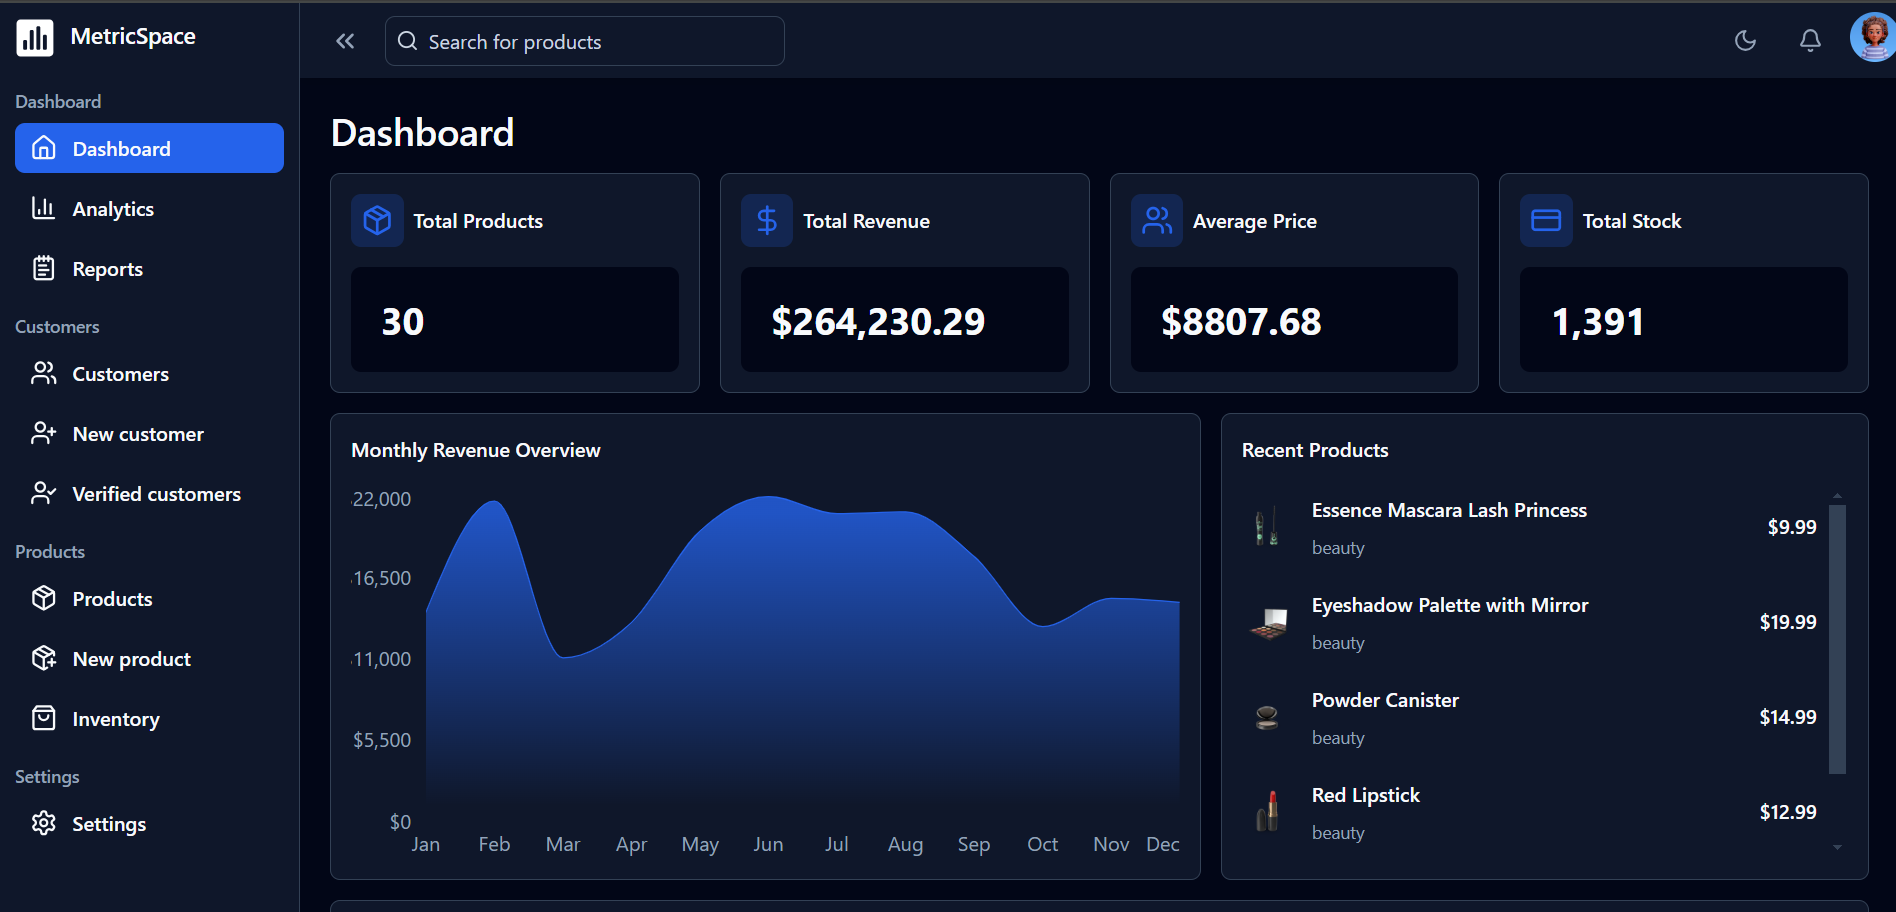 MetricSpace
Search for products
Dashboard
Dashboard
Analytics
Reports
Customers
Customers
New customer
Verified customers
Products
Products
New product
Inventory
Settings
Settings
Dashboard
Total Products
30
Total Revenue
$264,230.29
Average Price
$8807.68
Total Stock
1,391
Monthly Revenue Overview
22,000
16,500
11,000
$5,500
$0
Jan Feb Mar Apr May Jun Jul Aug Sep Oct Nov Dec
Recent Products
Essence Mascara Lash Princess
beauty
$9.99
Eyeshadow Palette with Mirror
beauty
$19.99
Powder Canister
beauty
$14.99
Red Lipstick
beauty
$12.99